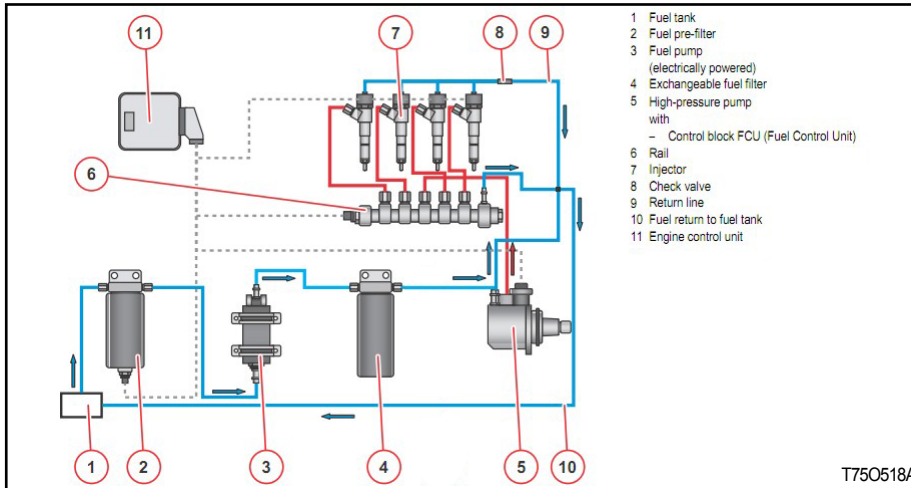 11
7
8
9
6
1
2
3
4
5
10
1 Fuel tank
2 Fuel pre-filter
3 Fuel pump
(electrically powered)
4 Exchangeable fuel filter
5 High-pressure pump
with
– Control block FCU (Fuel Control Unit)
6 Rail
7 Injector
8 Check valve
9 Return line
10 Fuel return to fuel tank
11 Engine control unit
T75O518A